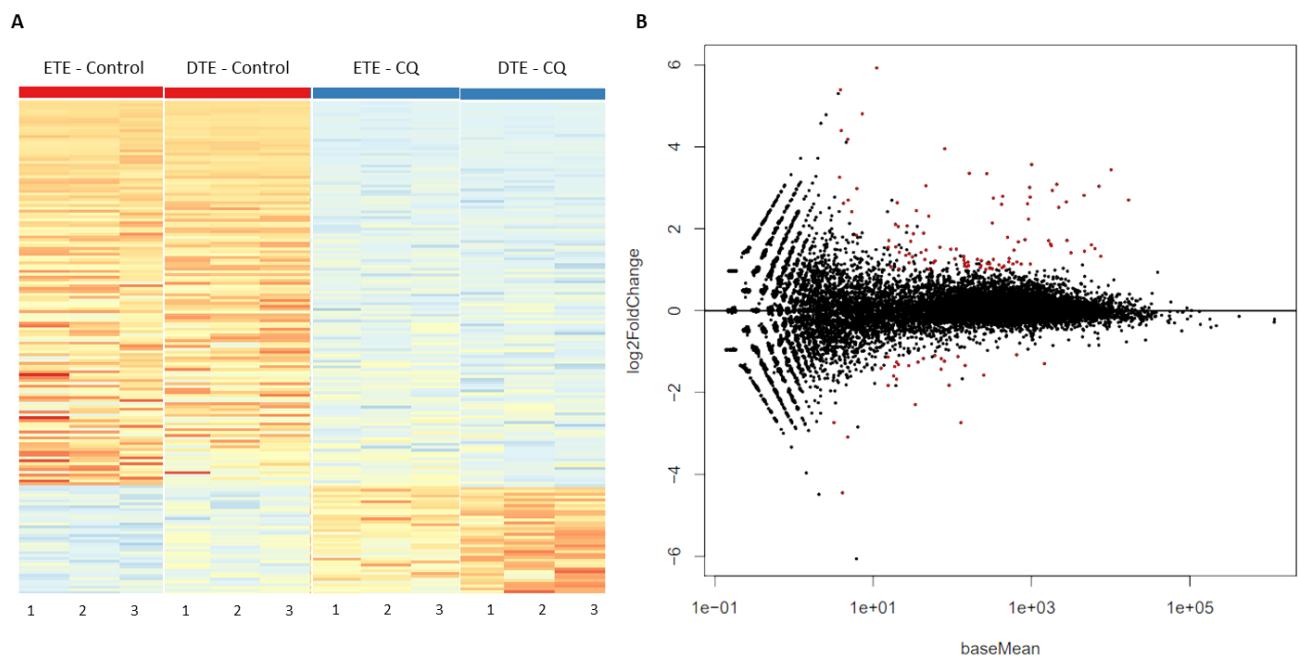 A
B
ETE - Control DTE - Control ETE - CQ DTE - CQ
1 2 3 1 2 3 1 2 3 1 2 3
log2FoldChange
6
4
2
0
−2
−4
−6
1e−01 1e+01 1e+03 1e+05
baseMean